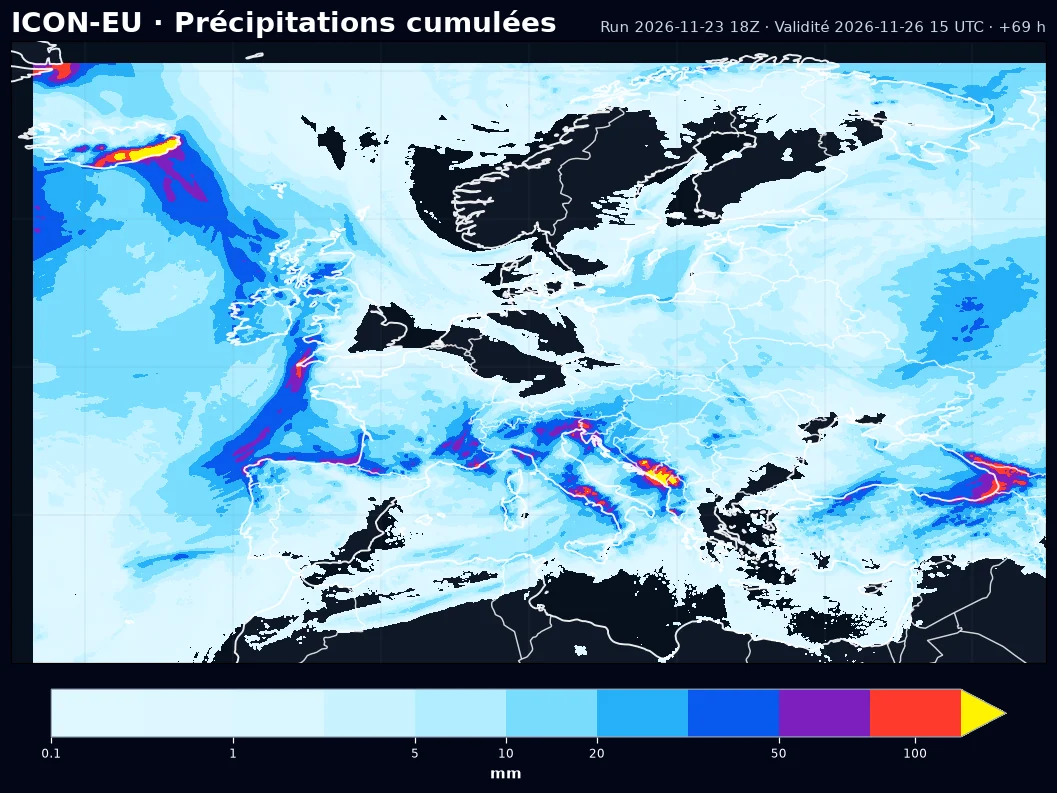 ICON-EU · Précipitations cumulées
Run 2026-11-23 18Z · Validité 2026-11-26 15 UTC · +69 h
0.1 1 5 10 20 50 100
mm